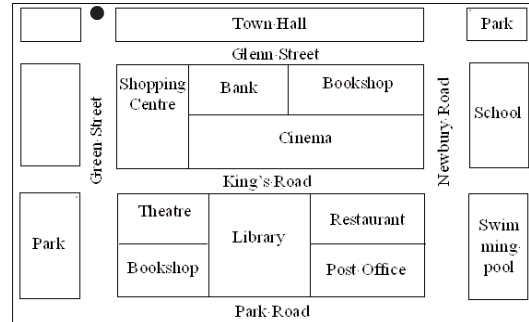 Town Hall
Park
Glenn Street
Shopping
Centre
Bank
Bookshop
Green Street
Newbury Road
School
Cinema
King's Road
Theatre
Restaurant
Park
Library
Swim
ming
pool
Bookshop
Post Office
Park Road